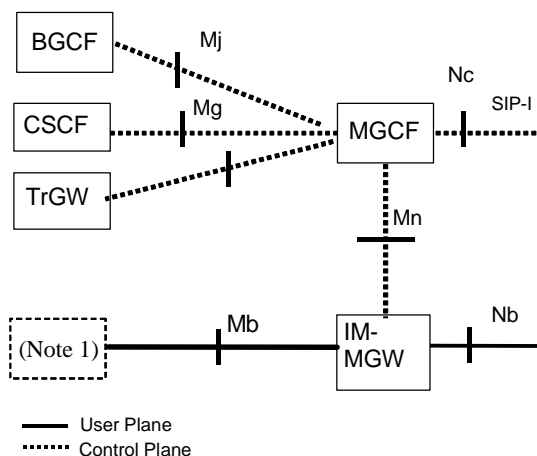 BGCF
Mj
Nc
CSCF
Mg
MGCF
SIP-I
TrGW
Mn
(Note 1)
Mb
IM-
MGW
Nb
User Plane
Control Plane